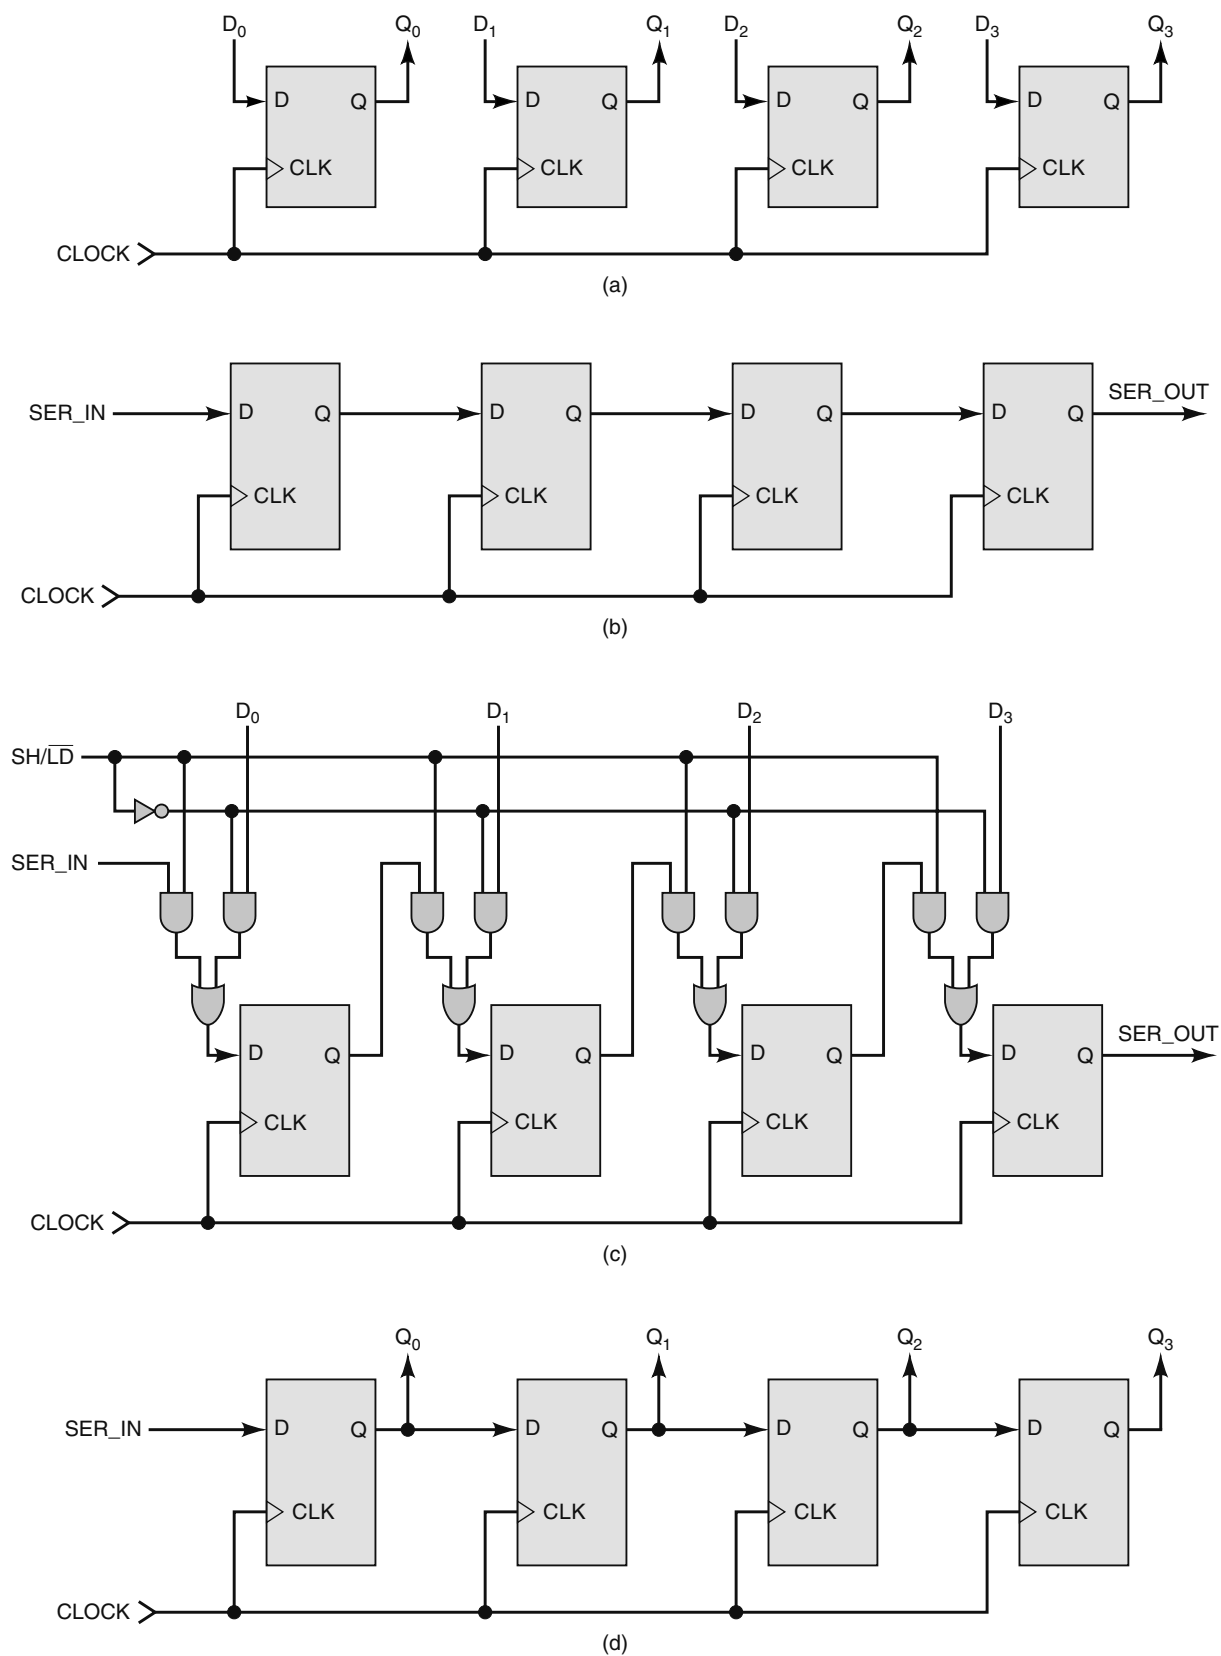 D0 Q0 D1 Q1 D2 Q2 D3 Q3
D Q D Q D Q D Q
CLK CLK CLK CLK
CLOCK
(a)
SER_OUT
SER_IN D Q D Q D Q D Q
CLK CLK CLK CLK
CLOCK
(b)
D0 D1 D2 D3
SH/L̅D̅
SER_IN
SER_OUT
D Q D Q D Q D Q
CLK CLK CLK CLK
CLOCK
(c)
Q0 Q1 Q2 Q3
SER_IN D Q D Q D Q D Q
CLK CLK CLK CLK
CLOCK
(d)